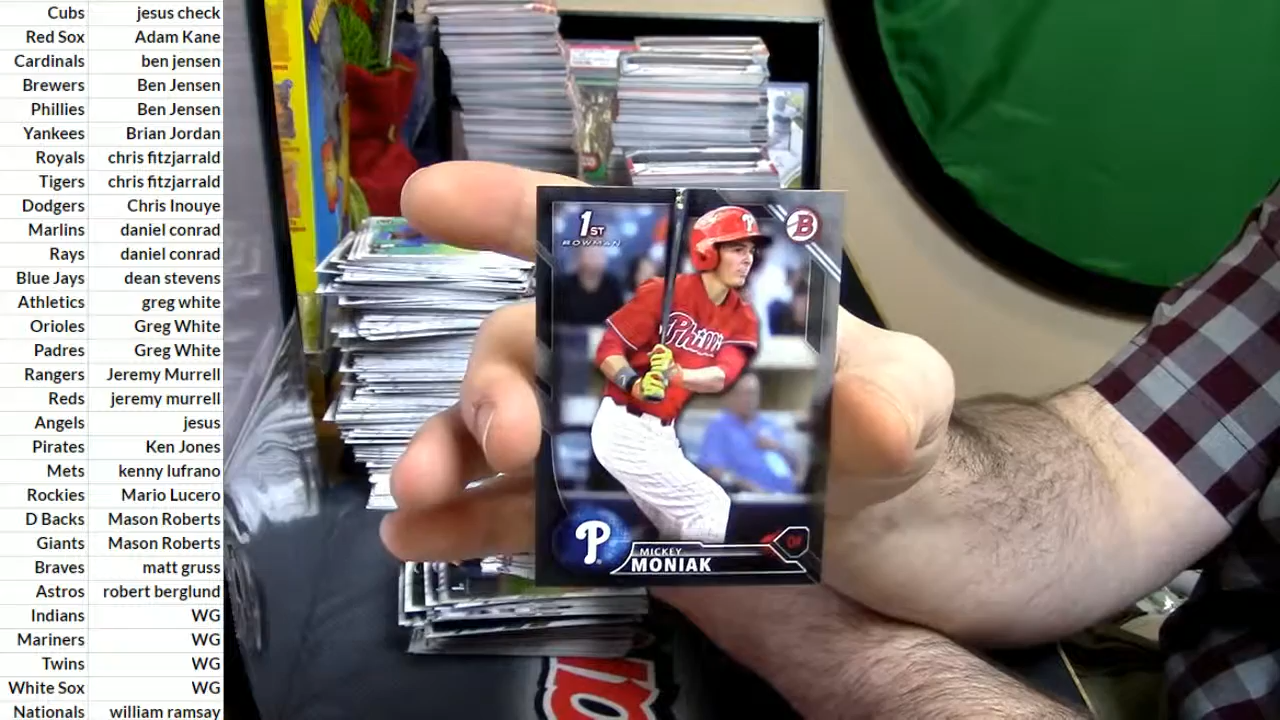 Cubs jesus check
Red Sox Adam Kane
Cardinals ben jensen
Brewers Ben Jensen
Phillies Ben Jensen
Yankees Brian Jordan
Royals chris fitzjarrald
Tigers chris fitzjarrald
Dodgers Chris Inouye
Marlins daniel conrad
Rays daniel conrad
Blue Jays dean stevens
Athletics greg white
Orioles Greg White
Padres Greg White
Rangers Jeremy Murrell
Reds jeremy murrell
Angels jesus
Pirates Ken Jones
Mets kenny lufrano
Rockies Mario Lucero
D Backs Mason Roberts
Giants Mason Roberts
Braves matt gruss
Astros robert berglund
Indians WG
Mariners WG
Twins WG
White Sox WG
Nationals william ramsay
1ST
BOWMAN
B
P
Phillies
P
MICKEY
MONIAK
OF